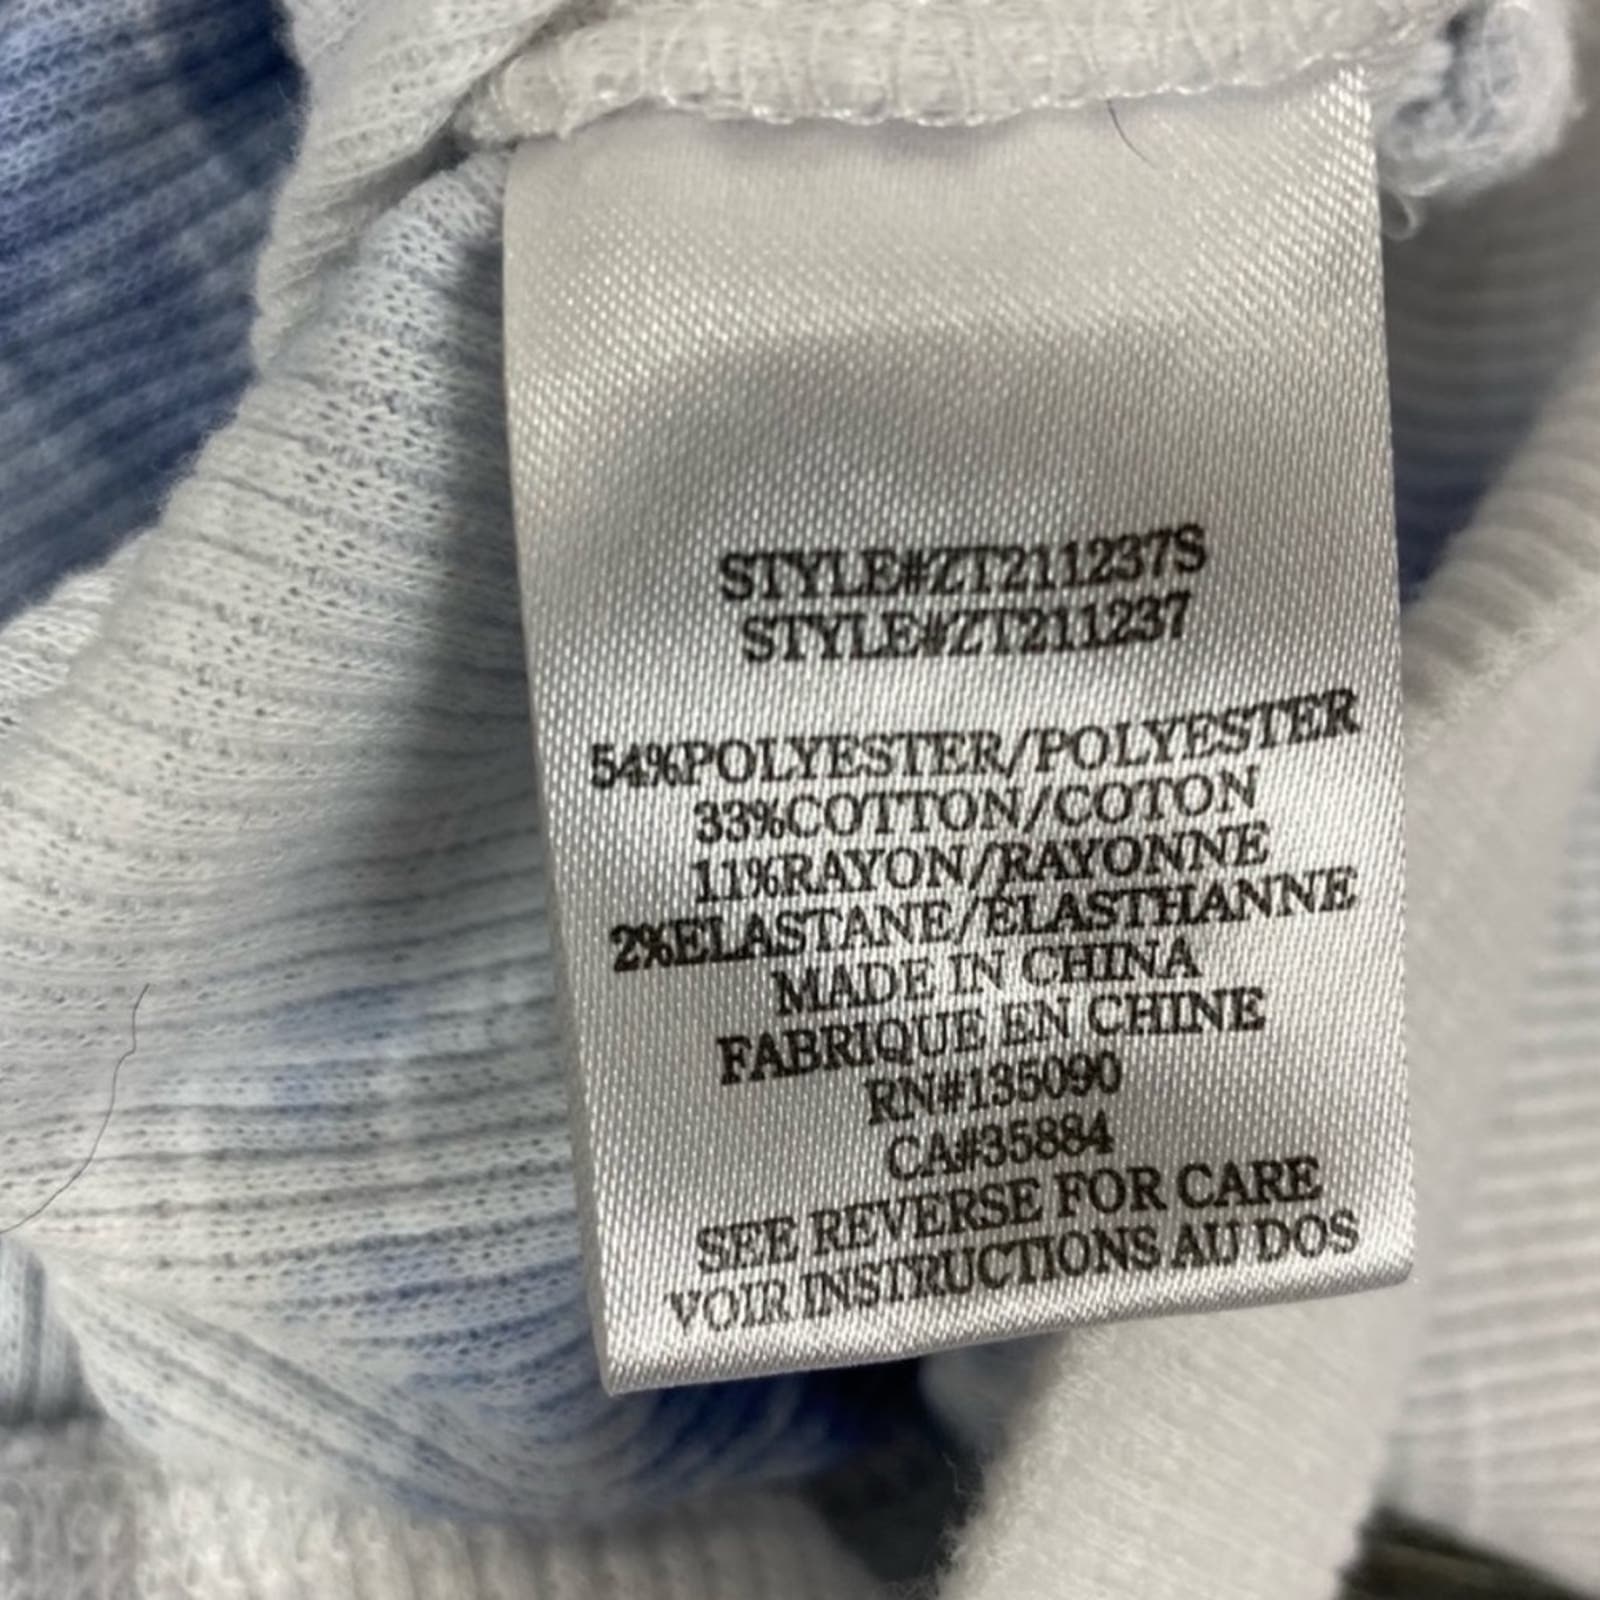 STYLE#ZT211237S
STYLE#ZT211237
54%POLYESTER/POLYESTER
33%COTTON/COTON
11%RAYON/RAYONNE
2%ELASTANE/ÉLASTHANNE
MADE IN CHINA
FABRIQUE EN CHINE
RN#135090
CA#35884
SEE REVERSE FOR CARE
VOIR INSTRUCTIONS AU DOS